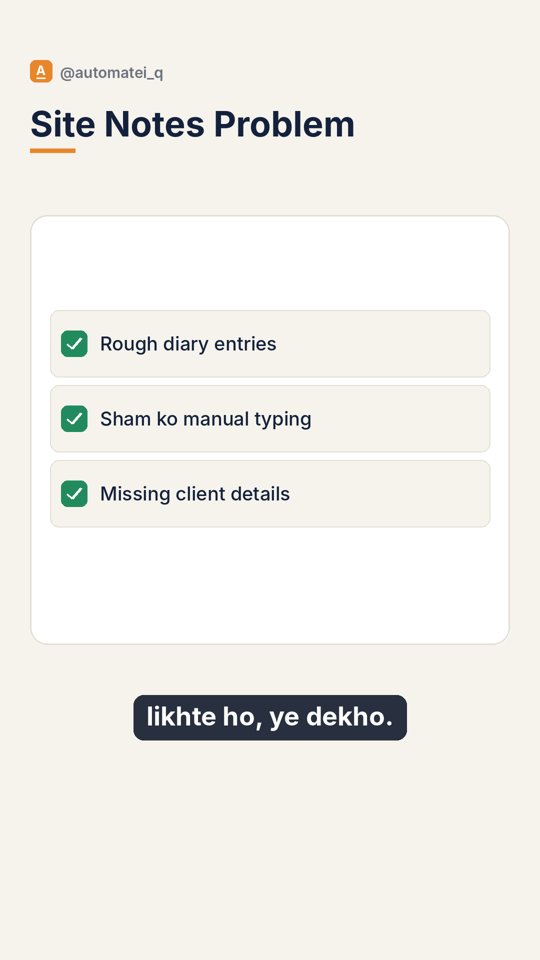 A @automatei_q
Site Notes Problem
Rough diary entries
Sham ko manual typing
Missing client details
likhte ho, ye dekho.